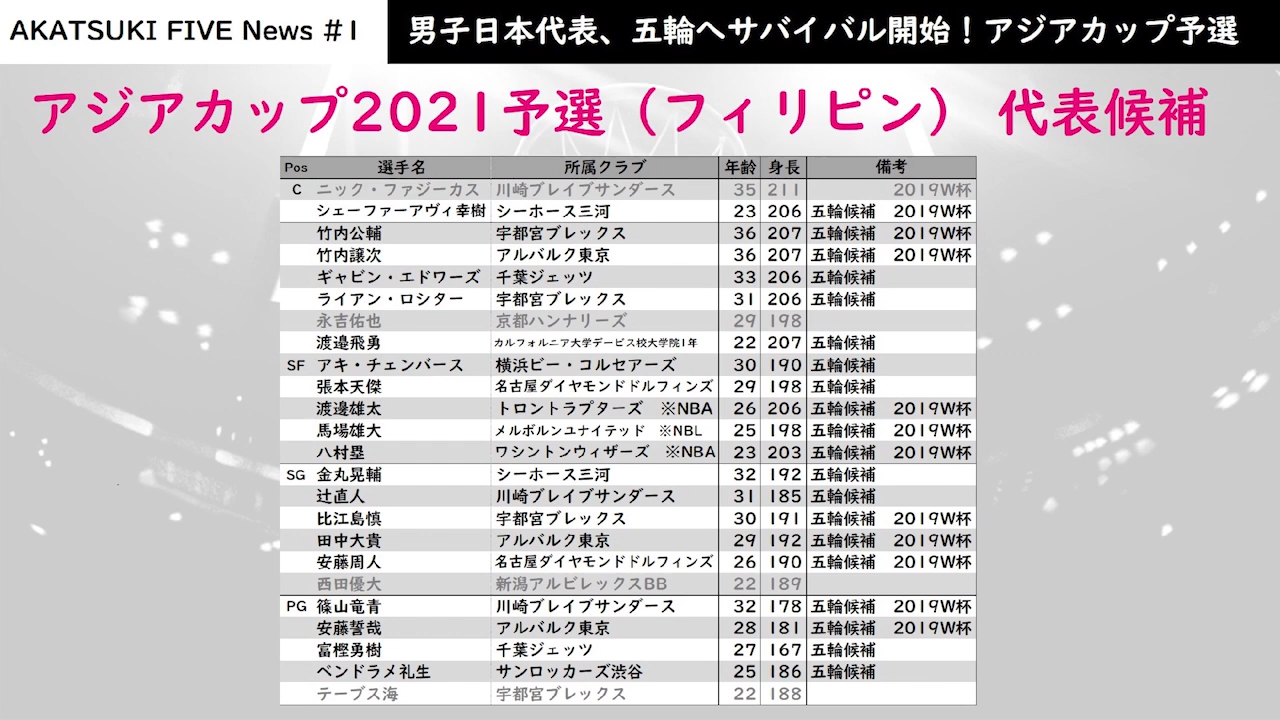 AKATSUKI FIVE News #1
男子日本代表、五輪へサバイバル開始！アジアカップ予選
アジアカップ2021予選（フィリピン） 代表候補
Pos 選手名 所属クラブ 年齢 身長 備考
C ニック・ファジーカス 川崎ブレイブサンダース 35 211 2019W杯
シェーファーアヴィ幸樹 シーホース三河 23 206 五輪候補 2019W杯
竹内公輔 宇都宮ブレックス 36 207 五輪候補 2019W杯
竹内譲次 アルバルク東京 36 207 五輪候補 2019W杯
ギャビン・エドワーズ 千葉ジェッツ 33 206 五輪候補
ライアン・ロシター 宇都宮ブレックス 31 206 五輪候補
永吉佑也 京都ハンナリーズ 29 198
渡邉飛勇 カルフォルニア大学デービス校大学院1年 22 207 五輪候補
SF アキ・チェンバース 横浜ビー・コルセアーズ 30 190 五輪候補
張本天傑 名古屋ダイヤモンドドルフィンズ 29 198 五輪候補
渡邊雄太 トロントラプターズ ※NBA 26 206 五輪候補 2019W杯
馬場雄大 メルボルンユナイテッド ※NBL 25 198 五輪候補 2019W杯
八村塁 ワシントンウィザーズ ※NBA 23 203 五輪候補 2019W杯
SG 金丸晃輔 シーホース三河 32 192 五輪候補
辻直人 川崎ブレイブサンダース 31 185 五輪候補
比江島慎 宇都宮ブレックス 30 191 五輪候補 2019W杯
田中大貴 アルバルク東京 29 192 五輪候補 2019W杯
安藤周人 名古屋ダイヤモンドドルフィンズ 26 190 五輪候補 2019W杯
西田優大 新潟アルビレックスBB 22 189
PG 篠山竜青 川崎ブレイブサンダース 32 178 五輪候補 2019W杯
安藤誓哉 アルバルク東京 28 181 五輪候補 2019W杯
富樫勇樹 千葉ジェッツ 27 167 五輪候補
ベンドラメ礼生 サンロッカーズ渋谷 25 186 五輪候補
テーブス海 宇都宮ブレックス 22 188